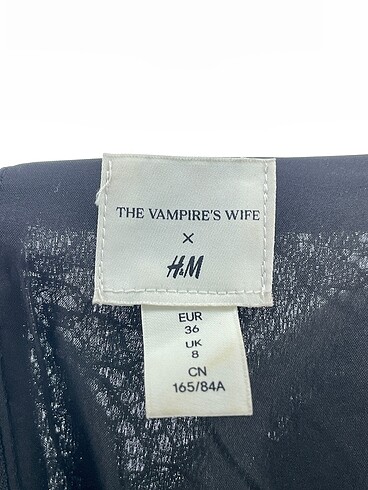 THE VAMPIRE'S WIFE
×
H&M
EUR
36
UK
8
CN
165/84A